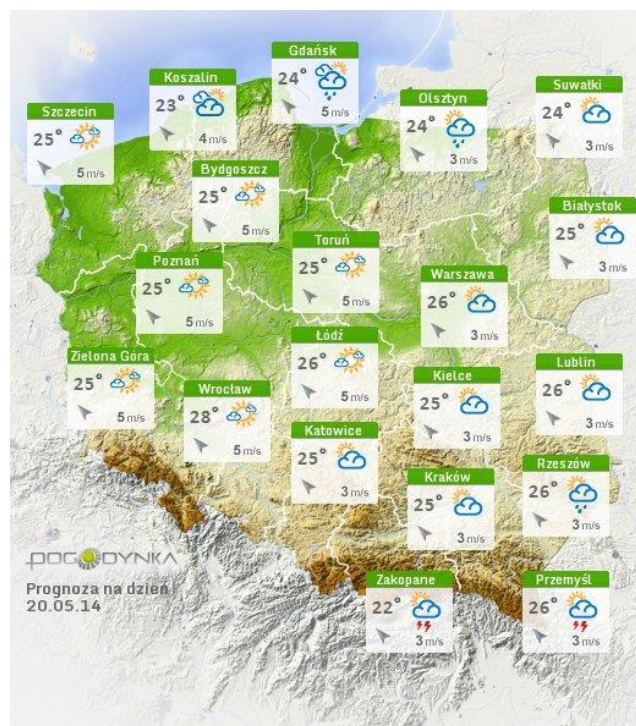 Gdańsk
24°
5 m/s
Koszalin
23°
4 m/s
Suwałki
24°
3 m/s
Olsztyn
24°
3 m/s
Szczecin
25°
5 m/s
Bydgoszcz
25°
5 m/s
Białystok
25°
3 m/s
Toruń
25°
5 m/s
Poznań
25°
5 m/s
Warszawa
26°
3 m/s
Łódź
26°
5 m/s
Zielona Góra
25°
5 m/s
Lublin
26°
3 m/s
Kielce
25°
3 m/s
Wrocław
28°
5 m/s
Katowice
25°
3 m/s
Rzeszów
26°
3 m/s
Kraków
25°
3 m/s
POGODYNKA
Prognoza na dzień
20.05.14
Zakopane
22°
3 m/s
Przemyśl
26°
3 m/s